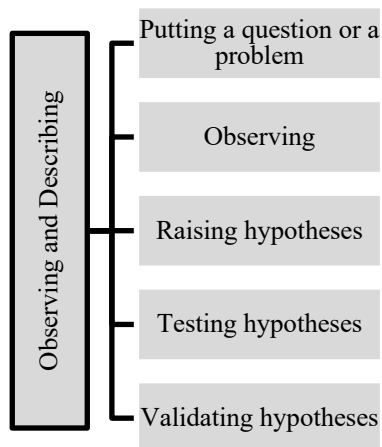 Observing and Describing
Putting a question or a
problem
Observing
Raising hypotheses
Testing hypotheses
Validating hypotheses